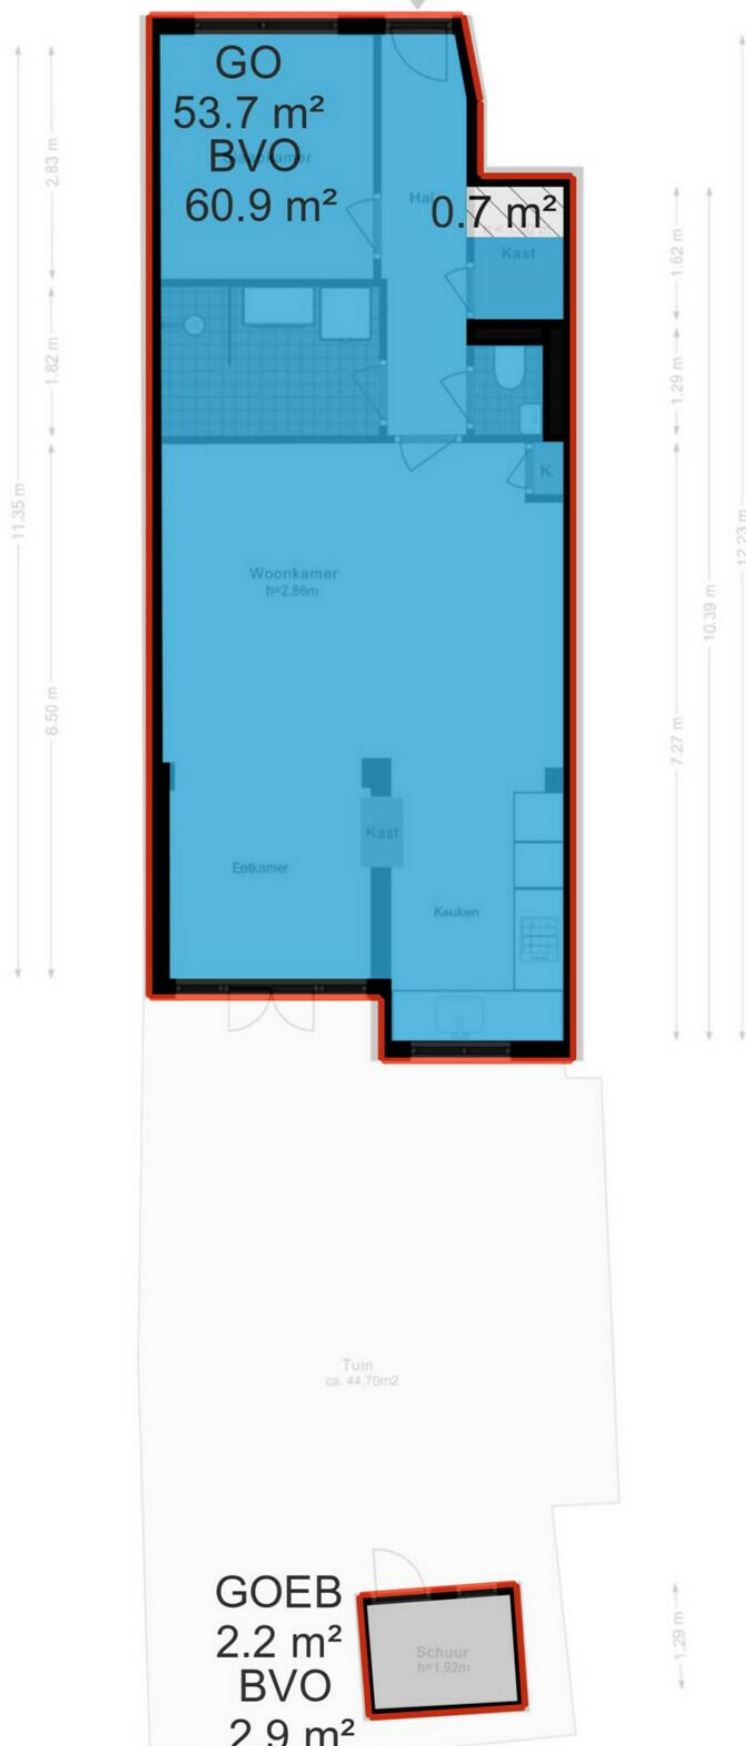 GO
53.7 m²
BVO
60.9 m²
Hal
0.7 m²
Kast
2.83 m
1.82 m
11.35 m
6.50 m
1.62 m
1.29 m
10.39 m
12.23 m
7.27 m
K
Woonkamer
h=2.86m
Kast
Eetkamer
Keuken
Tuin
ca. 44,70m2
GOEB
2.2 m²
BVO
2.9 m²
Schuur
h=1,92m
1.29 m